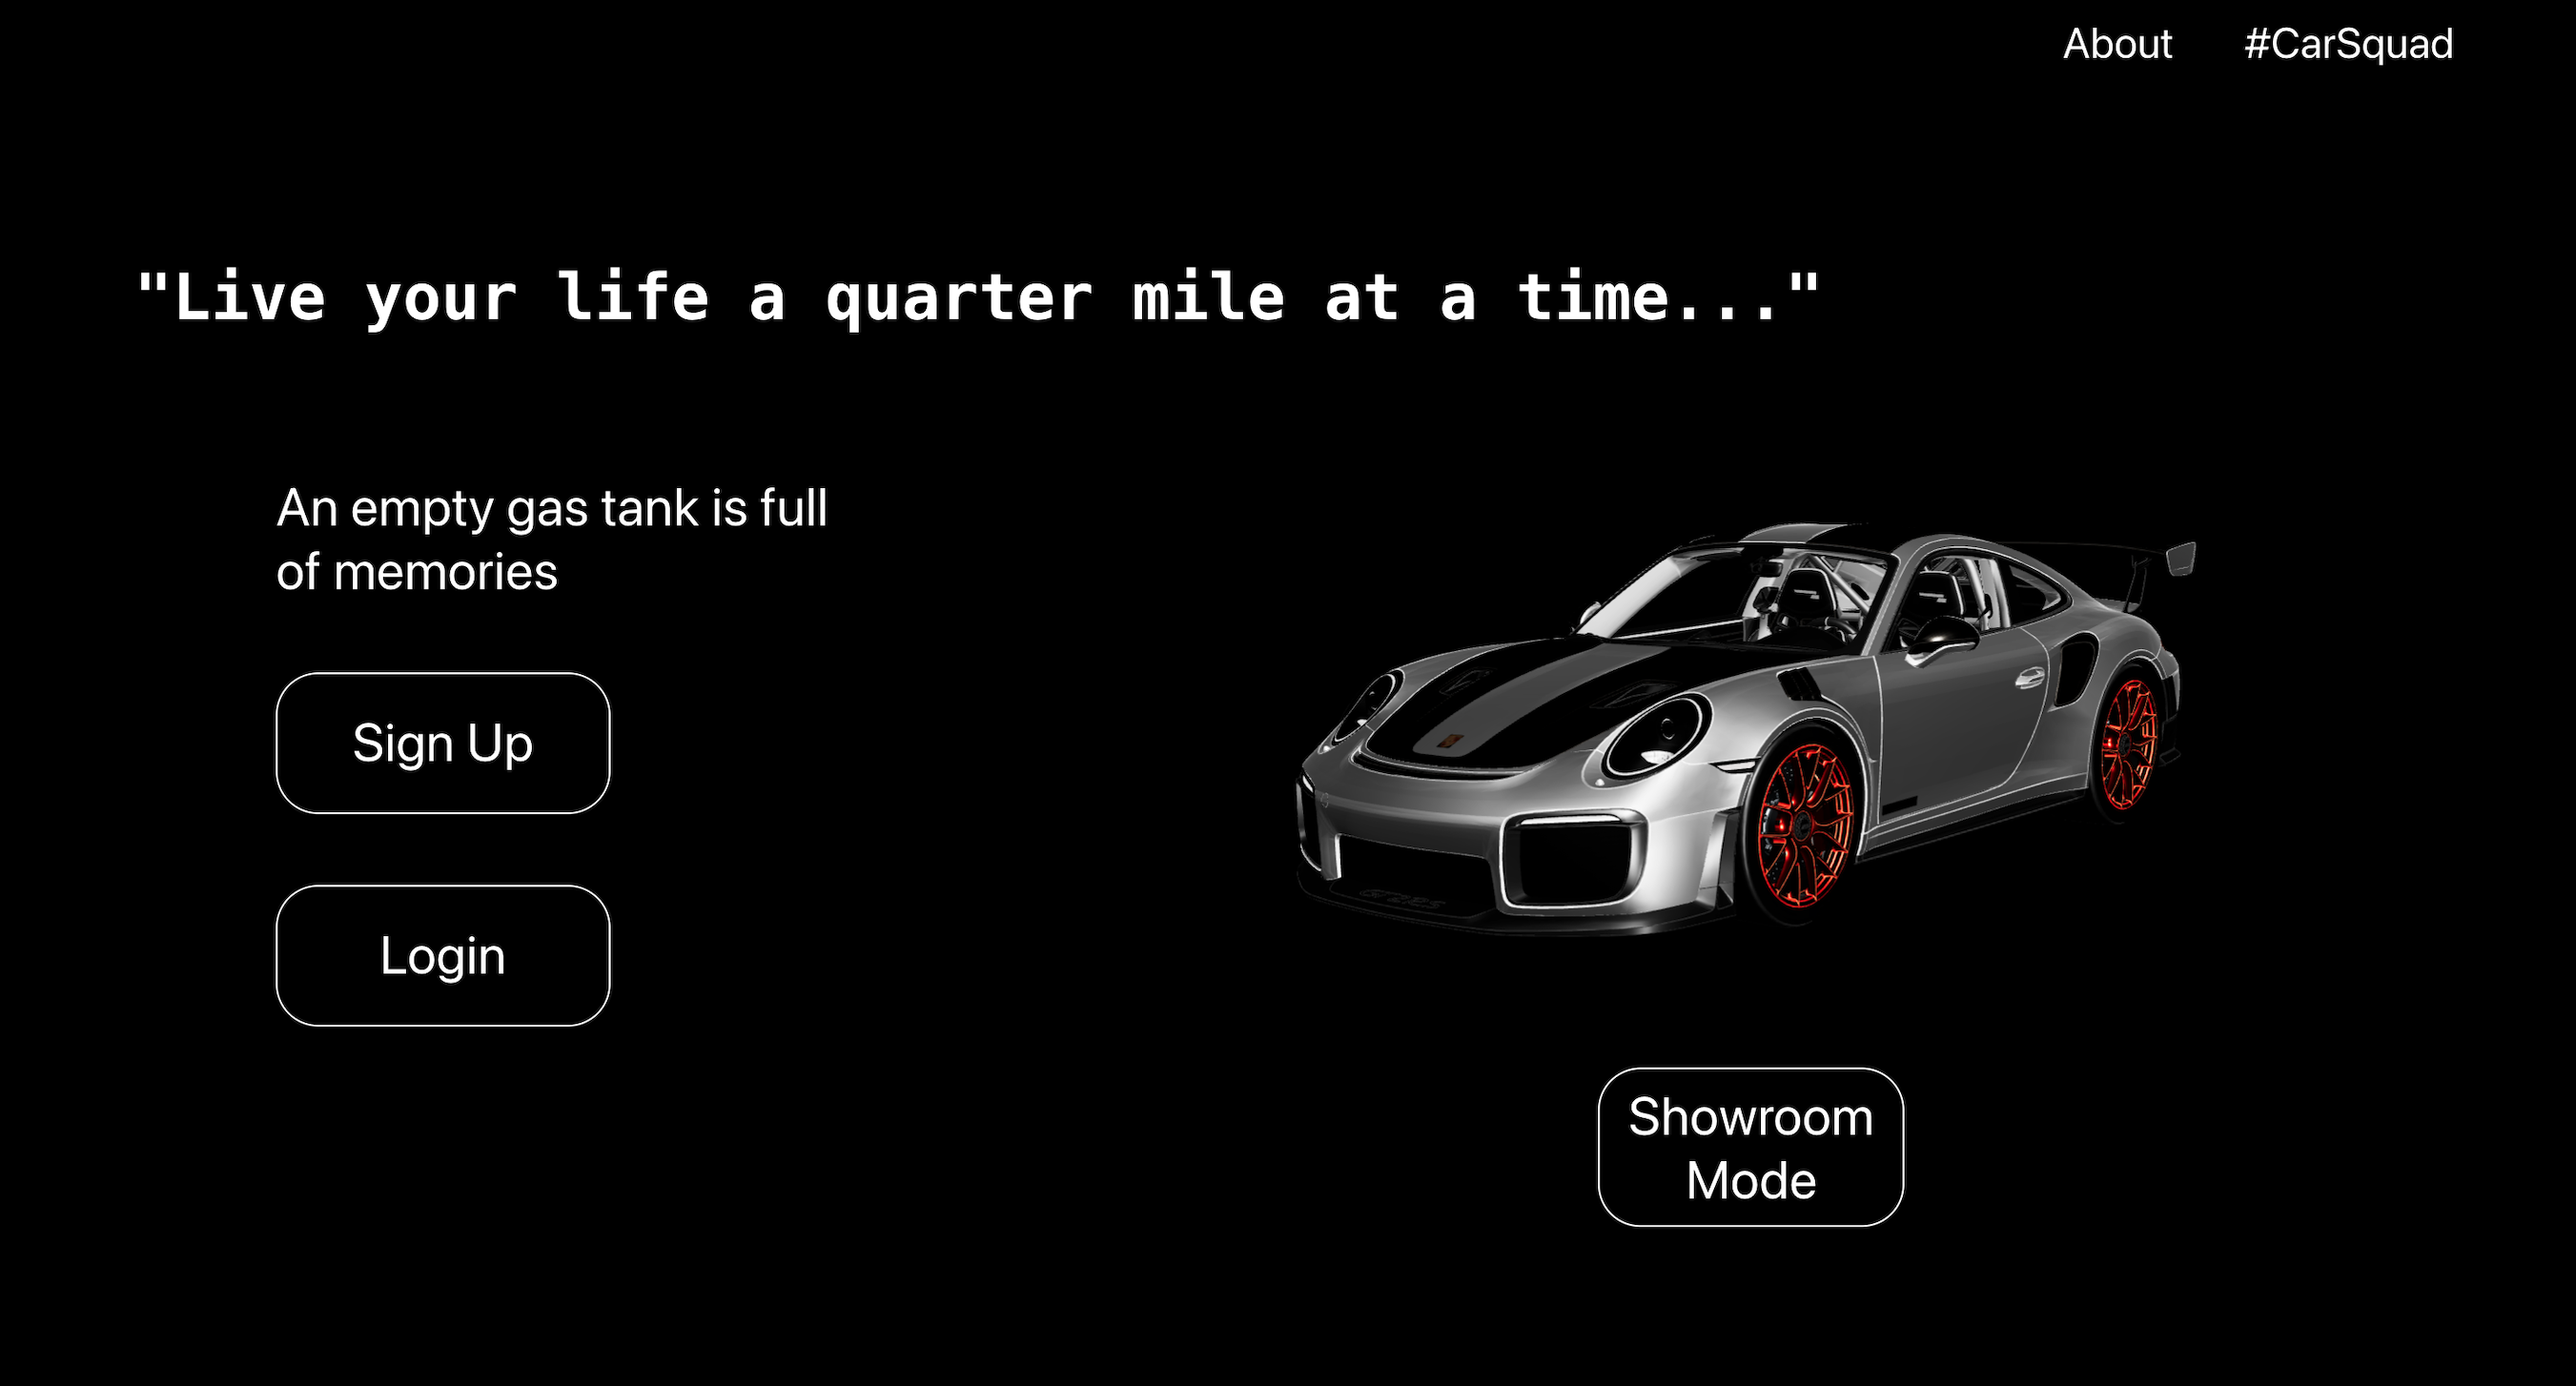 About #CarSquad
"Live your life a quarter mile at a time..."
An empty gas tank is full
of memories
Sign Up
Login
Showroom
Mode